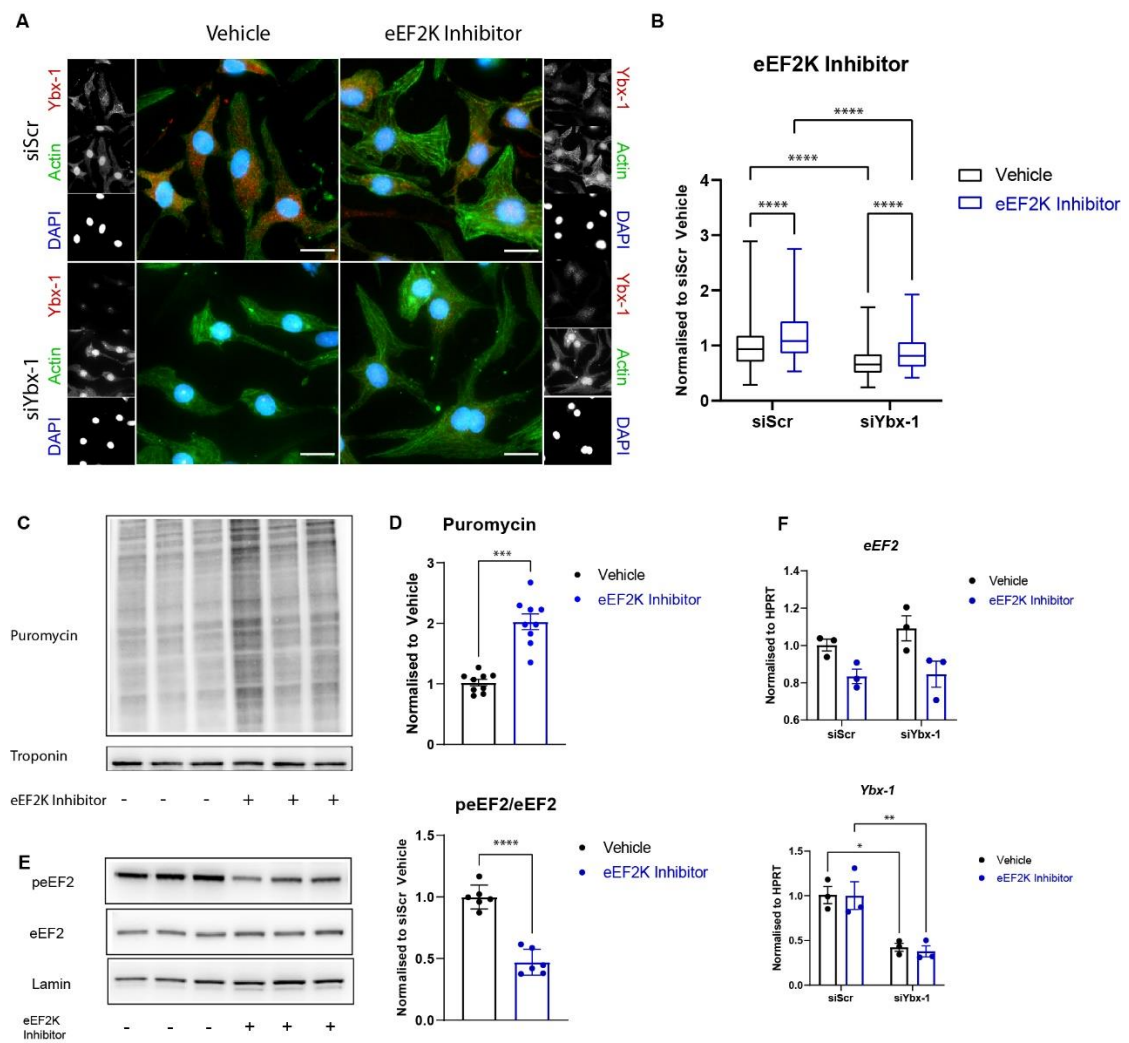 A
Vehicle
eEF2K Inhibitor
siScr
Ybx-1
Actin
DAPI
Ybx-1
Actin
DAPI
siYbx-1
Ybx-1
Actin
DAPI
Ybx-1
Actin
DAPI
B
eEF2K Inhibitor
****
****
****
****
Normalised to siScr Vehicle
4
3
2
1
0
siScr
siYbx-1
Vehicle
eEF2K Inhibitor
C
Puromycin
Troponin
eEF2K Inhibitor - - - + + +
D
Puromycin
***
Normalised to Vehicle
3
2
1
0
Vehicle
eEF2K Inhibitor
E
peEF2
eEF2
Lamin
eEF2K
Inhibitor - - - + + +
peEF2/eEF2
****
Normalised to siScr Vehicle
1.5
1.0
0.5
0.0
Vehicle
eEF2K Inhibitor
F
eEF2
Normalised to HPRT
1.4
1.2
1.0
0.8
0.6
siScr
siYbx-1
Vehicle
eEF2K Inhibitor
Ybx-1
**
*
Normalised to HPRT
1.5
1.0
0.5
0.0
siScr
siYbx-1
Vehicle
eEF2K Inhibitor